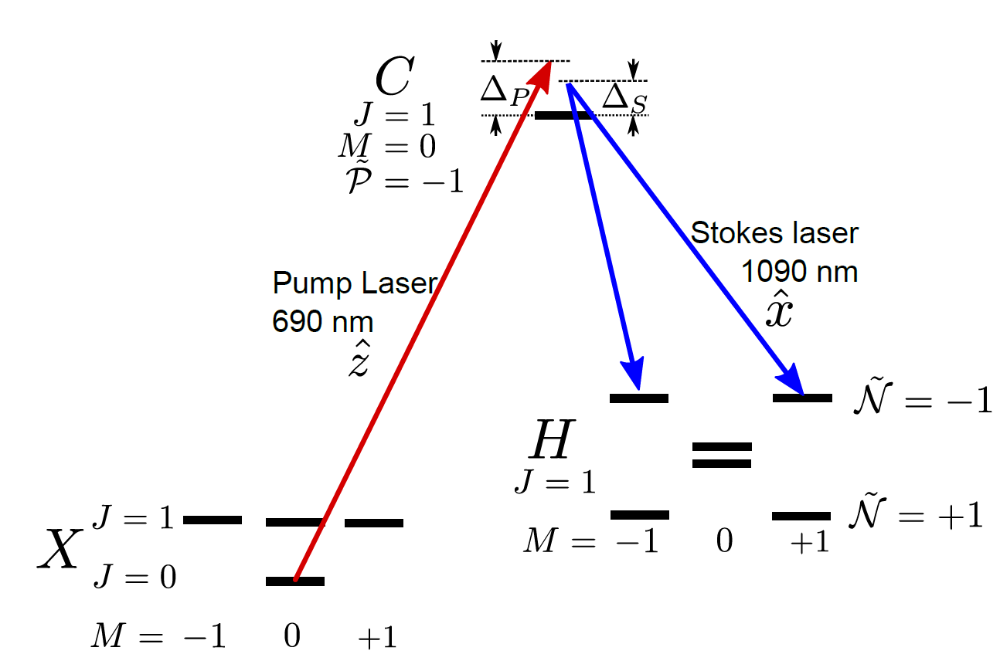 C
J = 1
M = 0
𝒫̃ = −1
Δ_P
Δ_S
Pump Laser
690 nm
ẑ
Stokes laser
1090 nm
x̂
𝒩̃ = −1
H
J = 1
𝒩̃ = +1
M = −1 0 +1
X
J = 1
J = 0
M = −1 0 +1